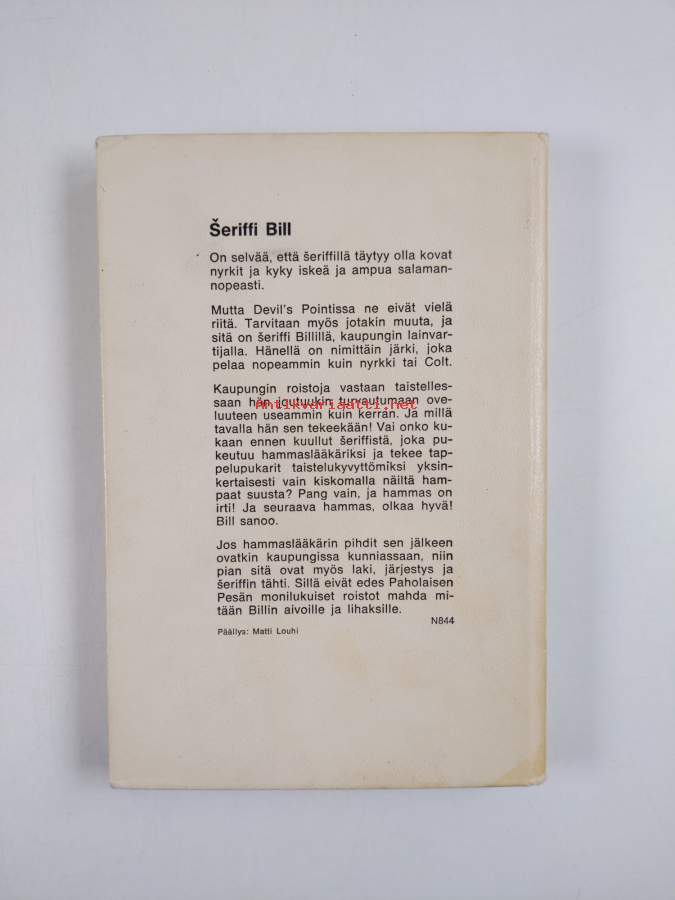 Šeriffi Bill
On selvää, että šeriffillä täytyy olla kovat
nyrkit ja kyky iskeä ja ampua salaman-
nopeasti.
Mutta Devil's Pointissa ne eivät vielä
riitä. Tarvitaan myös jotakin muuta, ja
sitä on šeriffi Billillä, kaupungin lainvar-
tijalla. Hänellä on nimittäin järki, joka
pelaa nopeammin kuin nyrkki tai Colt.
Kaupungin roistoja vastaan taistelles-
saan hän joutuukin turvautumaan ove-
Antikvariaatti.net
luuteen useammin kuin kerran. Ja millä
tavalla hän sen tekeekään! Vai onko ku-
kaan ennen kuullut šeriffistä, joka pu-
keutuu hammaslääkäriksi ja tekee tap-
pelupukarit taistelukyvyttömiksi yksin-
kertaisesti vain kiskomalla näiltä ham-
paat suusta? Pang vain, ja hammas on
irti! Ja seuraava hammas, olkaa hyvä!
Bill sanoo.
Jos hammaslääkärin pihdit sen jälkeen
ovatkin kaupungissa kunniassaan, niin
pian sitä ovat myös laki, järjestys ja
šeriffin tähti. Sillä eivät edes Paholaisen
Pesän monilukuiset roistot mahda mi-
tään Billin aivoille ja lihaksille.
N844
Päällys: Matti Louhi